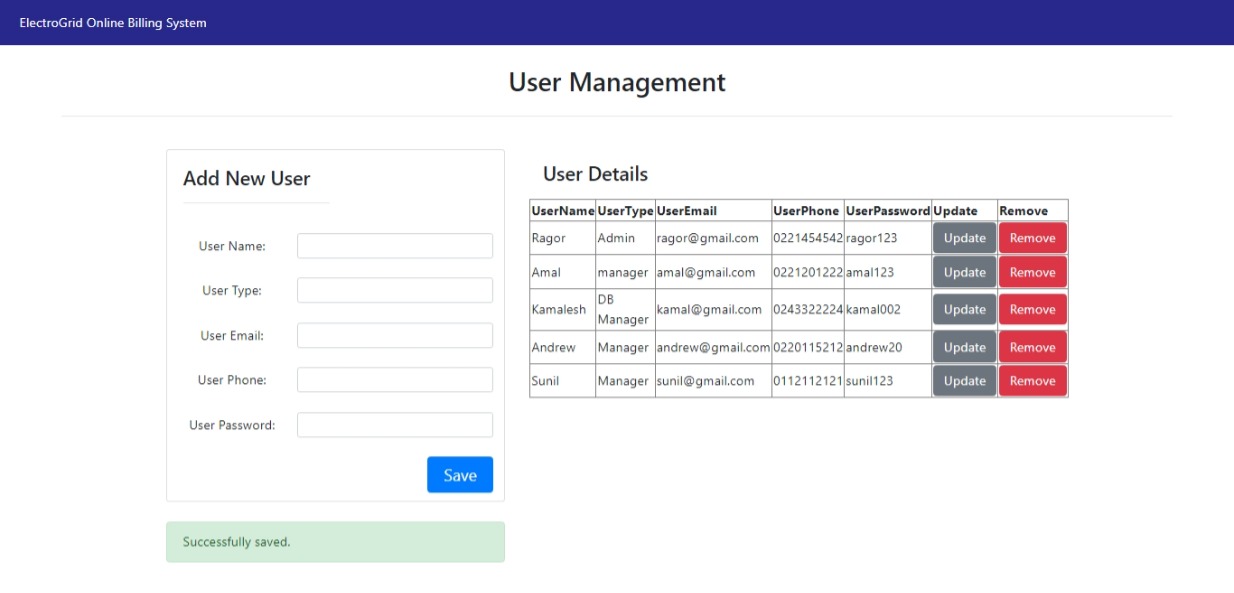 ElectroGrid Online Billing System
User Management
Add New User
User Name:
User Type:
User Email:
User Phone:
User Password:
Save
Successfully saved.
User Details
UserName UserType UserEmail UserPhone UserPassword Update Remove
Ragor Admin ragor@gmail.com 0221454542 ragor123 Update Remove
Amal manager amal@gmail.com 0221201222 amal123 Update Remove
Kamalesh DB Manager kamal@gmail.com 0243322224 kamal002 Update Remove
Andrew Manager andrew@gmail.com 0220115212 andrew20 Update Remove
Sunil Manager sunil@gmail.com 0112112121 sunil123 Update Remove